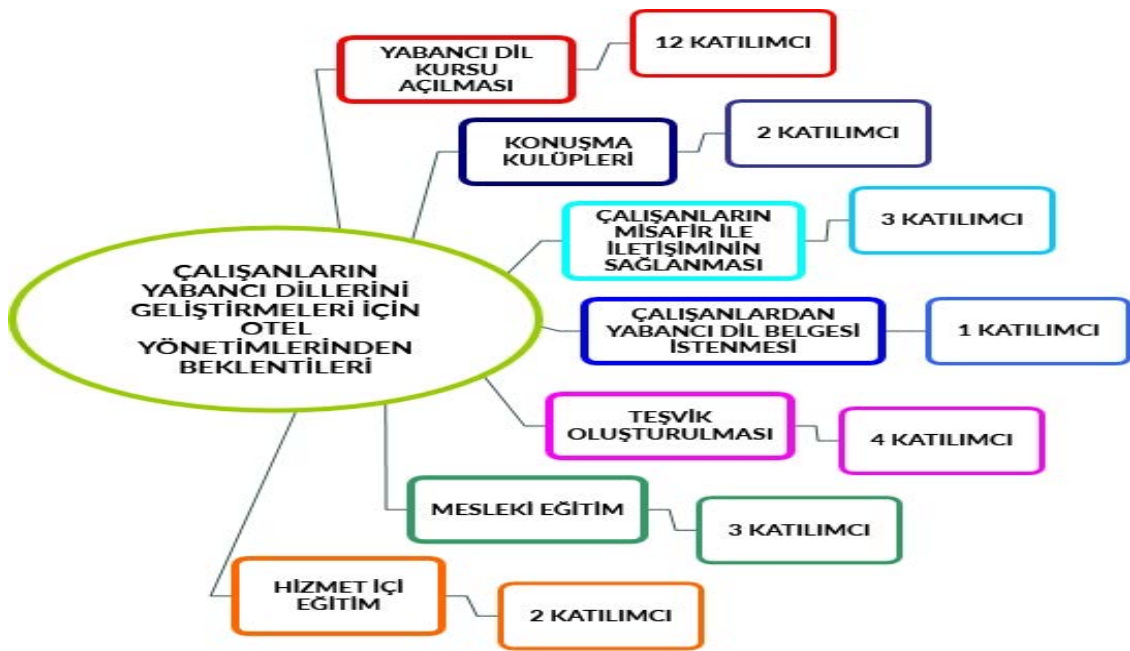 YABANCI DİL
KURSU
AÇILMASI
12 KATILIMCI
KONUŞMA
KULÜPLERİ
2 KATILIMCI
ÇALIŞANLARIN
MİSAFİR İLE
İLETİŞİMİNİN
SAĞLANMASI
3 KATILIMCI
ÇALIŞANLARIN
YABANCI DİLLERİNİ
GELİŞTİRMELERİ İÇİN
OTEL
YÖNETİMLERİNDEN
BEKLENTİLERİ
ÇALIŞANLARDAN
YABANCI DİL BELGESİ
İSTENMESİ
1 KATILIMCI
TEŞVİK
OLUŞTURULMASI
4 KATILIMCI
MESLEKİ EĞİTİM
3 KATILIMCI
HİZMET İÇİ
EĞİTİM
2 KATILIMCI